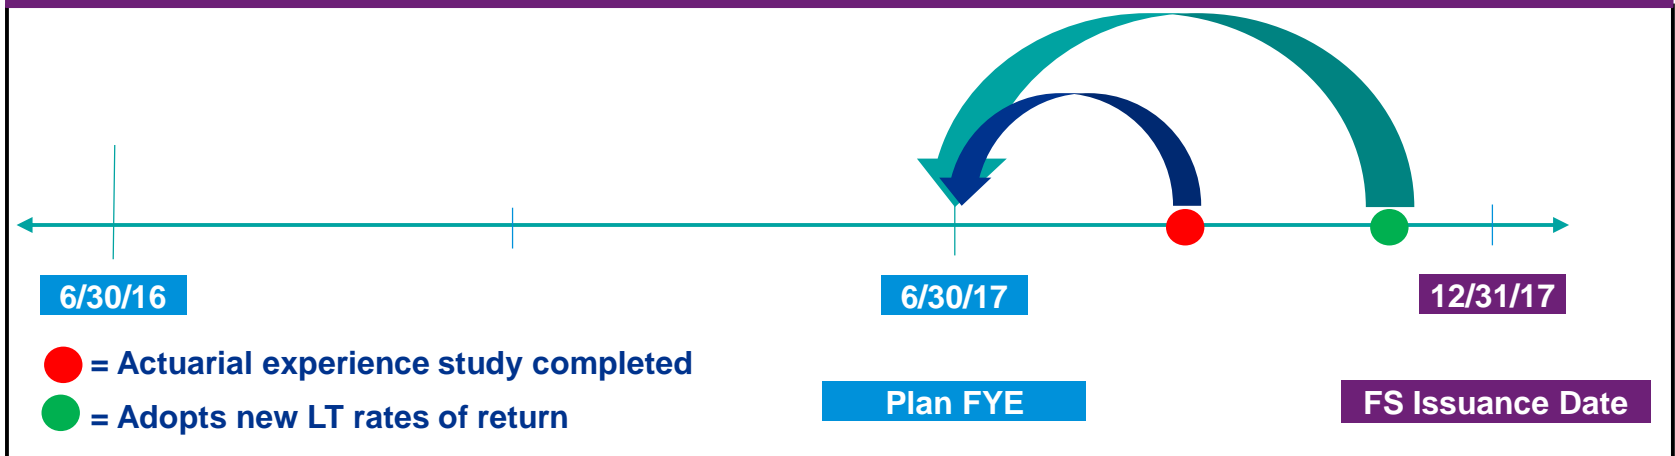 6/30/16
6/30/17
12/31/17
= Actuarial experience study completed
= Adopts new LT rates of return
Plan FYE
FS Issuance Date